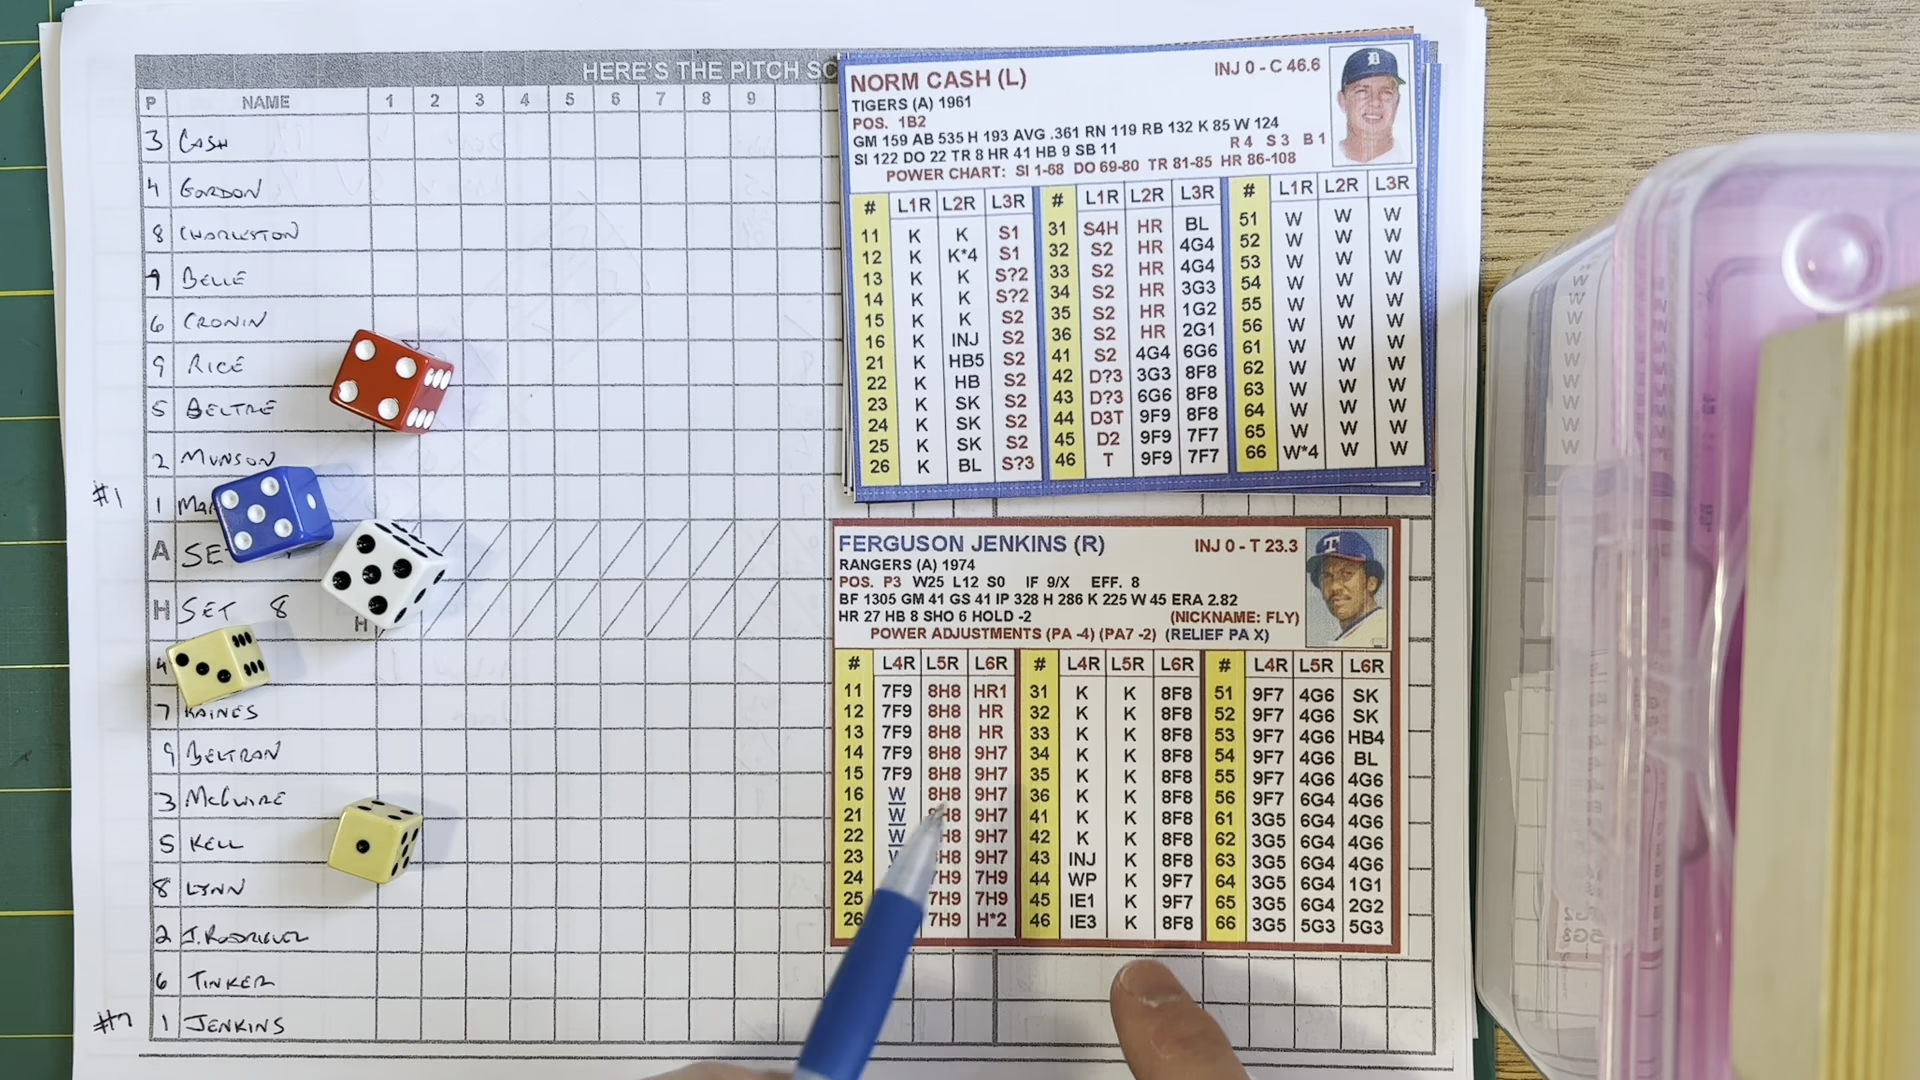 HERE'S THE PITCH SC
P NAME 1 2 3 4 5 6 7 8 9
3 CASH
4 GORDON
8 CHARLESTON
7 BELLE
6 CRONIN
9 RICE
5 BELTRE
2 MUNSON
#1 1
A SE
H SET 8
H
4
7 RAINES
9 BELTRAN
3 McGWIRE
5 KELL
8 LYNN
2 I. RODRIGUEZ
6 TINKER
#7 1 JENKINS
NORM CASH (L) INJ 0 - C 46.6
TIGERS (A) 1961
POS. 1B2
GM 159 AB 535 H 193 AVG .361 RN 119 RB 132 K 85 W 124
SI 122 DO 22 TR 8 HR 41 HB 9 SB 11 R 4 S 3 B 1
POWER CHART: SI 1-68 DO 69-80 TR 81-85 HR 86-108
# L1R L2R L3R # L1R L2R L3R # L1R L2R L3R
11 K K S1 31 S4H HR BL 51 W W W
12 K K*4 S1 32 S2 HR 4G4 52 W W W
13 K K S?2 33 S2 HR 4G4 53 W W W
14 K K S?2 34 S2 HR 3G3 54 W W W
15 K K S2 35 S2 HR 1G2 55 W W W
16 K INJ S2 36 S2 HR 2G1 56 W W W
21 K HB5 S2 41 S2 4G4 6G6 61 W W W
22 K HB S2 42 D?3 3G3 8F8 62 W W W
23 K SK S2 43 D?3 6G6 8F8 63 W W W
24 K SK S2 44 D3T 9F9 8F8 64 W W W
25 K SK S2 45 D2 9F9 7F7 65 W W W
26 K BL S?3 46 T 9F9 7F7 66 W*4 W W
FERGUSON JENKINS (R) INJ 0 - T 23.3
RANGERS (A) 1974
POS. P3 W25 L12 S0 IF 9/X EFF. 8
BF 1305 GM 41 GS 41 IP 328 H 286 K 225 W 45 ERA 2.82
HR 27 HB 8 SHO 6 HOLD -2 (NICKNAME: FLY)
POWER ADJUSTMENTS (PA -4) (PA7 -2) (RELIEF PA X)
# L4R L5R L6R # L4R L5R L6R # L4R L5R L6R
11 7F9 8H8 HR1 31 K K 8F8 51 9F7 4G6 SK
12 7F9 8H8 HR 32 K K 8F8 52 9F7 4G6 SK
13 7F9 8H8 HR 33 K K 8F8 53 9F7 4G6 HB4
14 7F9 8H8 9H7 34 K K 8F8 54 9F7 4G6 BL
15 7F9 8H8 9H7 35 K K 8F8 55 9F7 4G6 4G6
16 W 8H8 9H7 36 K K 8F8 56 9F7 6G4 4G6
21 W H8 9H7 41 K K 8F8 61 3G5 6G4 4G6
22 W H8 9H7 42 K K 8F8 62 3G5 6G4 4G6
23 H8 9H7 43 INJ K 8F8 63 3G5 6G4 4G6
24 7H9 7H9 44 WP K 9F7 64 3G5 6G4 1G1
25 7H9 7H9 45 IE1 K 9F7 65 3G5 6G4 2G2
26 7H9 H*2 46 IE3 K 8F8 66 3G5 5G3 5G3